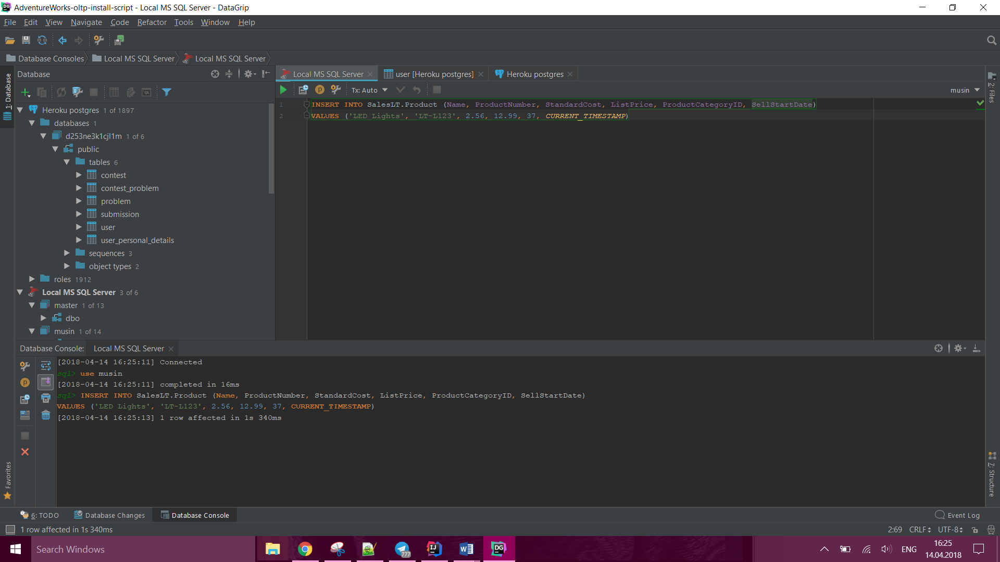 AdventureWorks-oltp-install-script - Local MS SQL Server - DataGrip
File Edit View Navigate Code Refactor Tools Window Help
Database Consoles Local MS SQL Server Local MS SQL Server
Database
Local MS SQL Server user [Heroku postgres] Heroku postgres
Tx: Auto
musin
1: Database
2: Files
Heroku postgres 1 of 1897
databases 1
d253ne3k1cjl1m 1 of 6
public
tables 6
contest
contest_problem
problem
submission
user
user_personal_details
sequences 3
object types 2
roles 1912
Local MS SQL Server 3 of 6
master 1 of 13
dbo
musin 1 of 14
1 INSERT INTO SalesLT.Product (Name, ProductNumber, StandardCost, ListPrice, ProductCategoryID, SellStartDate)
2 VALUES ('LED Lights', 'LT-L123', 2.56, 12.99, 37, CURRENT_TIMESTAMP)
Database Console: Local MS SQL Server
[2018-04-14 16:25:11] Connected
sql> use musin
[2018-04-14 16:25:11] completed in 16ms
sql> INSERT INTO SalesLT.Product (Name, ProductNumber, StandardCost, ListPrice, ProductCategoryID, SellStartDate)
VALUES ('LED Lights', 'LT-L123', 2.56, 12.99, 37, CURRENT_TIMESTAMP)
[2018-04-14 16:25:13] 1 row affected in 1s 340ms
Favorites
7: Structure
6: TODO Database Changes Database Console Event Log
1 row affected in 1s 340ms 2:69 CRLF UTF-8
Search Windows
777
DG
ENG
16:25
14.04.2018